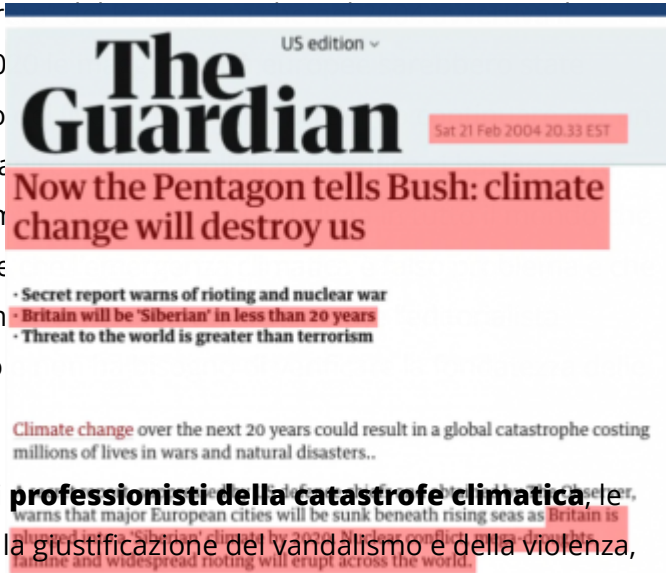 US edition
The
Guardian
Sat 21 Feb 2004 20.33 EST
Now the Pentagon tells Bush: climate
change will destroy us
· Secret report warns of rioting and nuclear war
· Britain will be 'Siberian' in less than 20 years
· Threat to the world is greater than terrorism
Climate change over the next 20 years could result in a global catastrophe costing
millions of lives in wars and natural disasters..
professionisti della catastrofe climatica, le
warns that major European cities will be sunk beneath rising seas as Britain is
la giustificazione del vandalismo e della violenza,
famine and widespread rioting will erupt across the world.